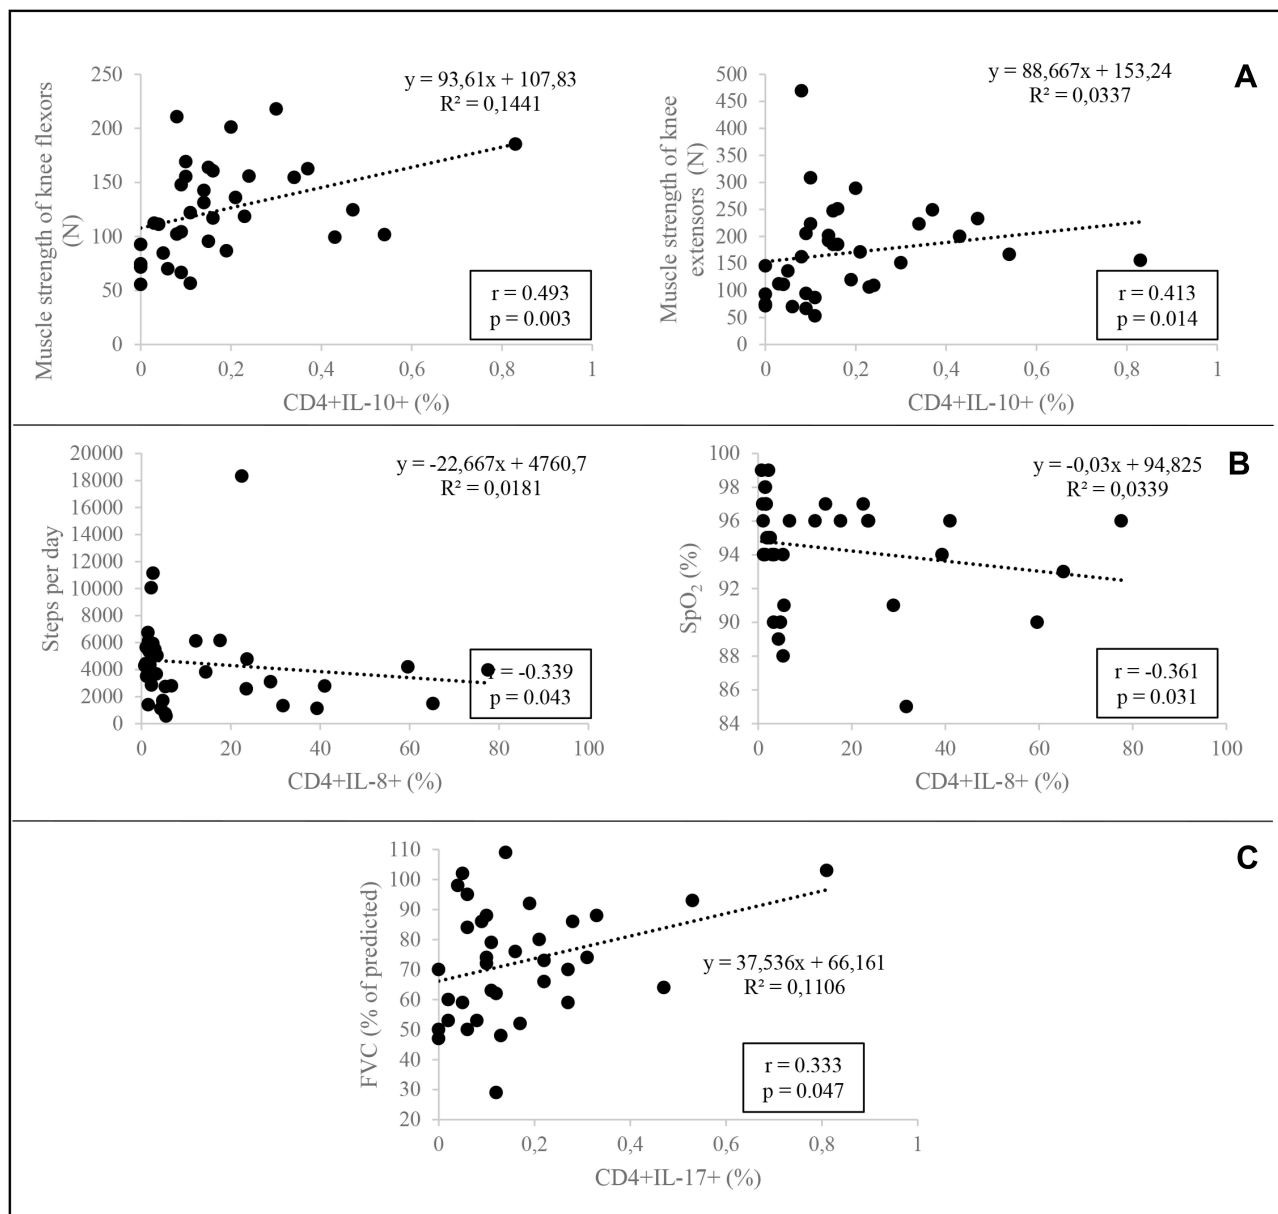 A
y = 93,61x + 107,83
R² = 0,1441
Muscle strength of knee flexors
(N)
250
200
150
100
50
0
r = 0.493
p = 0.003
0 0,2 0,4 0,6 0,8 1
CD4+IL-10+ (%)
y = 88,667x + 153,24
R² = 0,0337
Muscle strength of knee
extensors (N)
500
450
400
350
300
250
200
150
100
50
0
r = 0.413
p = 0.014
0 0,2 0,4 0,6 0,8 1
CD4+IL-10+ (%)
B
y = -22,667x + 4760,7
R² = 0,0181
Steps per day
20000
18000
16000
14000
12000
10000
8000
6000
4000
2000
0
= -0.339
p = 0.043
0 20 40 60 80 100
CD4+IL-8+ (%)
y = -0,03x + 94,825
R² = 0,0339
SpO₂ (%)
100
98
96
94
92
90
88
86
84
r = -0.361
p = 0.031
0 20 40 60 80 100
CD4+IL-8+ (%)
C
FVC (% of predicted)
110
100
90
80
70
60
50
40
30
20
y = 37,536x + 66,161
R² = 0,1106
r = 0.333
p = 0.047
0 0,2 0,4 0,6 0,8 1
CD4+IL-17+ (%)